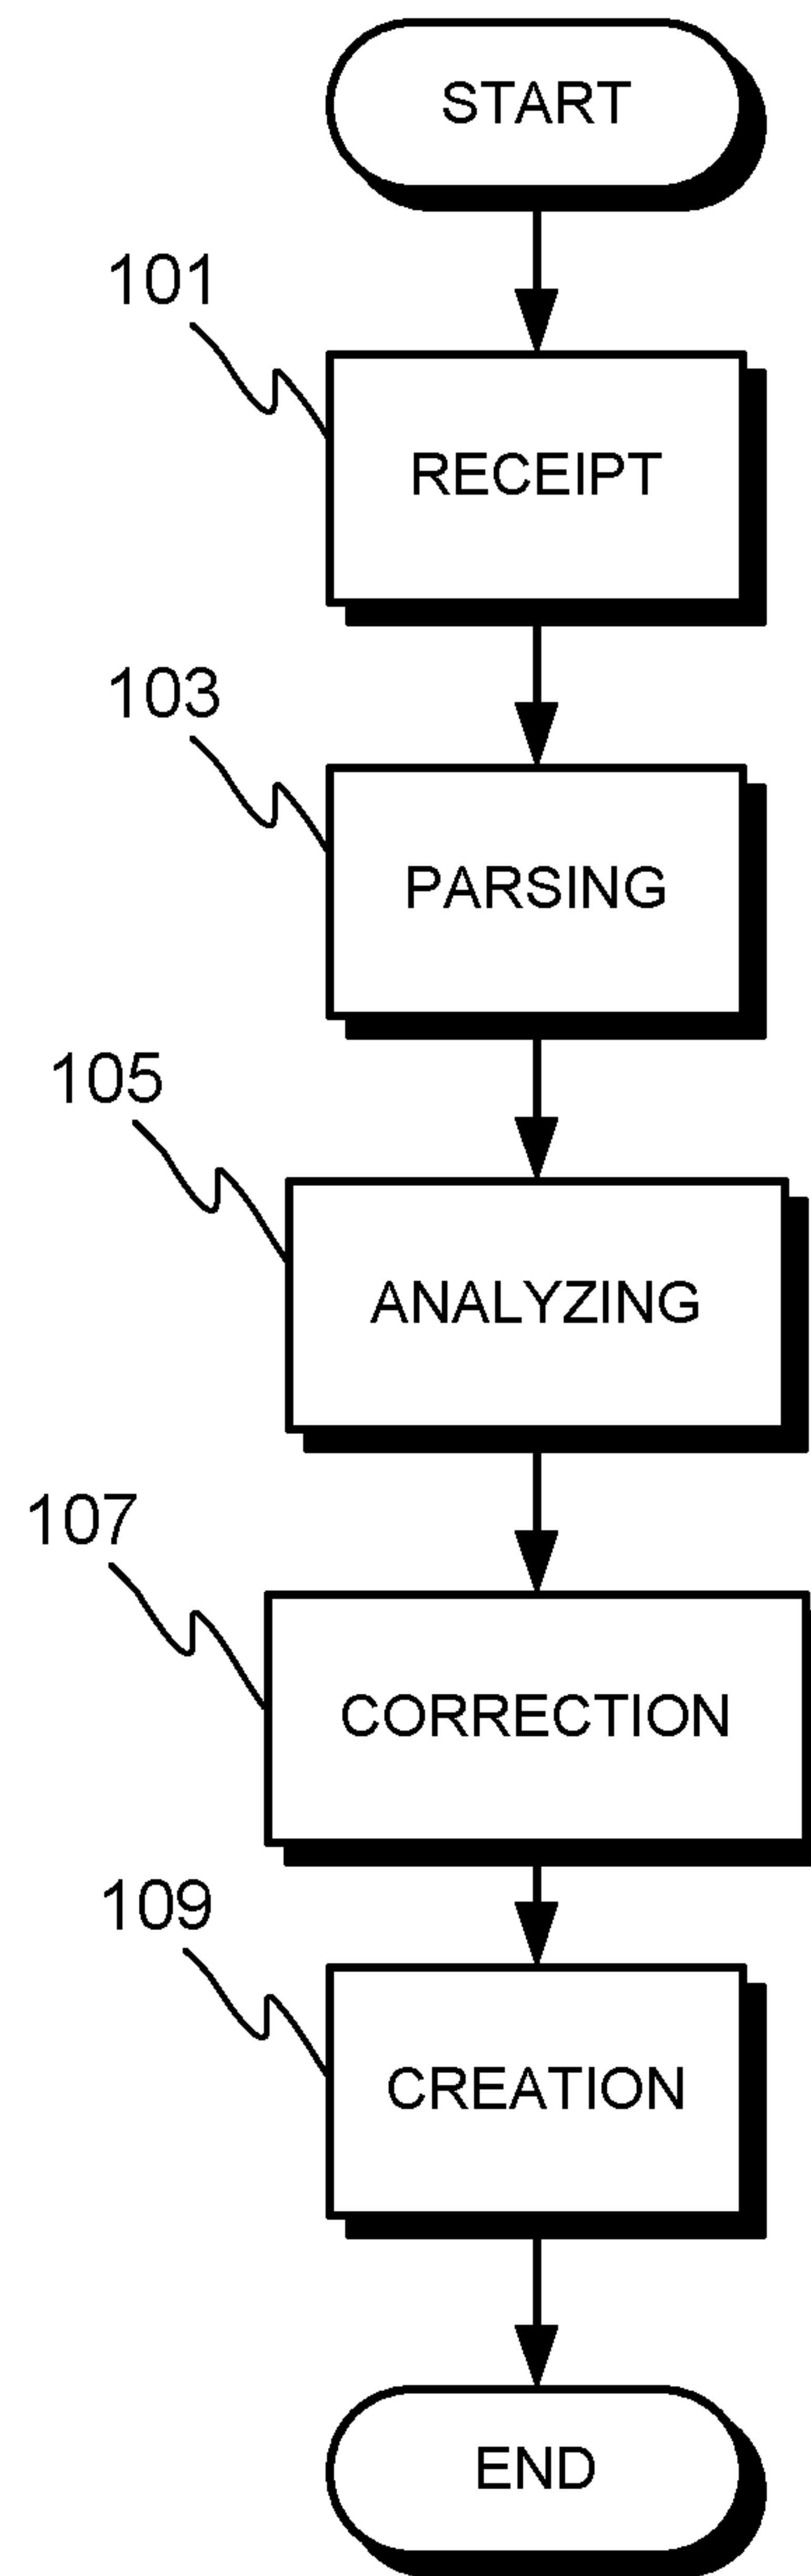 START
101
RECEIPT
103
PARSING
105
ANALYZING
107
CORRECTION
109
CREATION
END